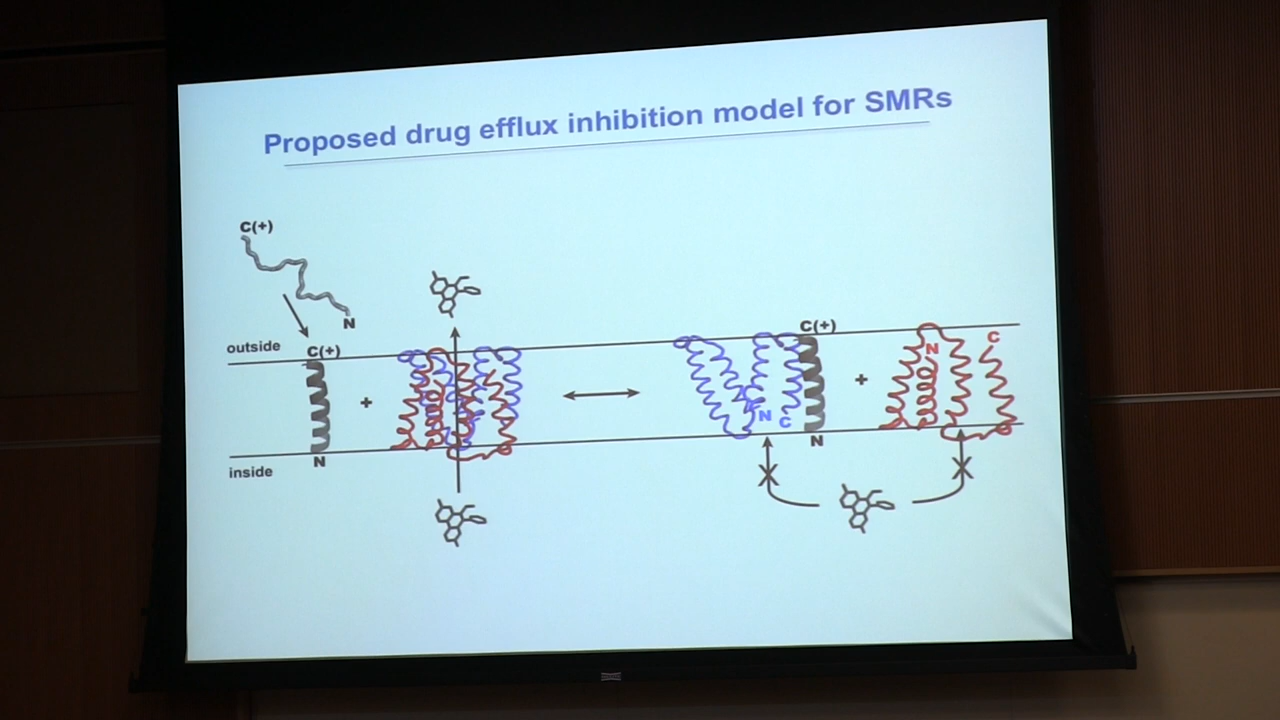 Proposed drug efflux inhibition model for SMRs
C(+)
N
outside
C(+)
+
N
inside
C(+)
N
C
N
+
N
C